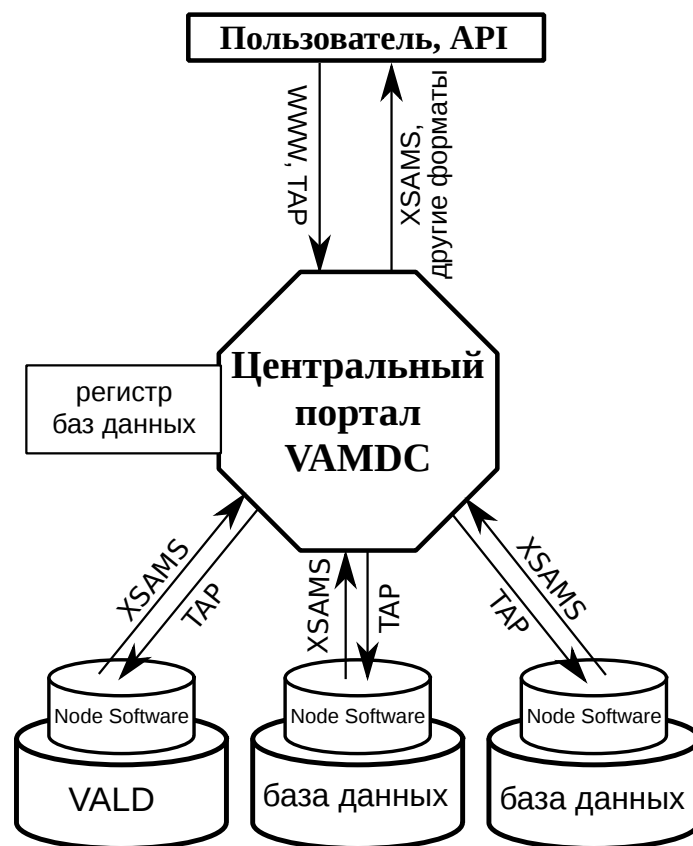 Пользователь, API
WWW, TAP
XSAMS,
другие форматы
Центральный
портал
VAMDC
регистр
баз данных
XSAMS
TAP
XSAMS
TAP
XSAMS
TAP
Node Software
Node Software
Node Software
VALD
база данных
база данных